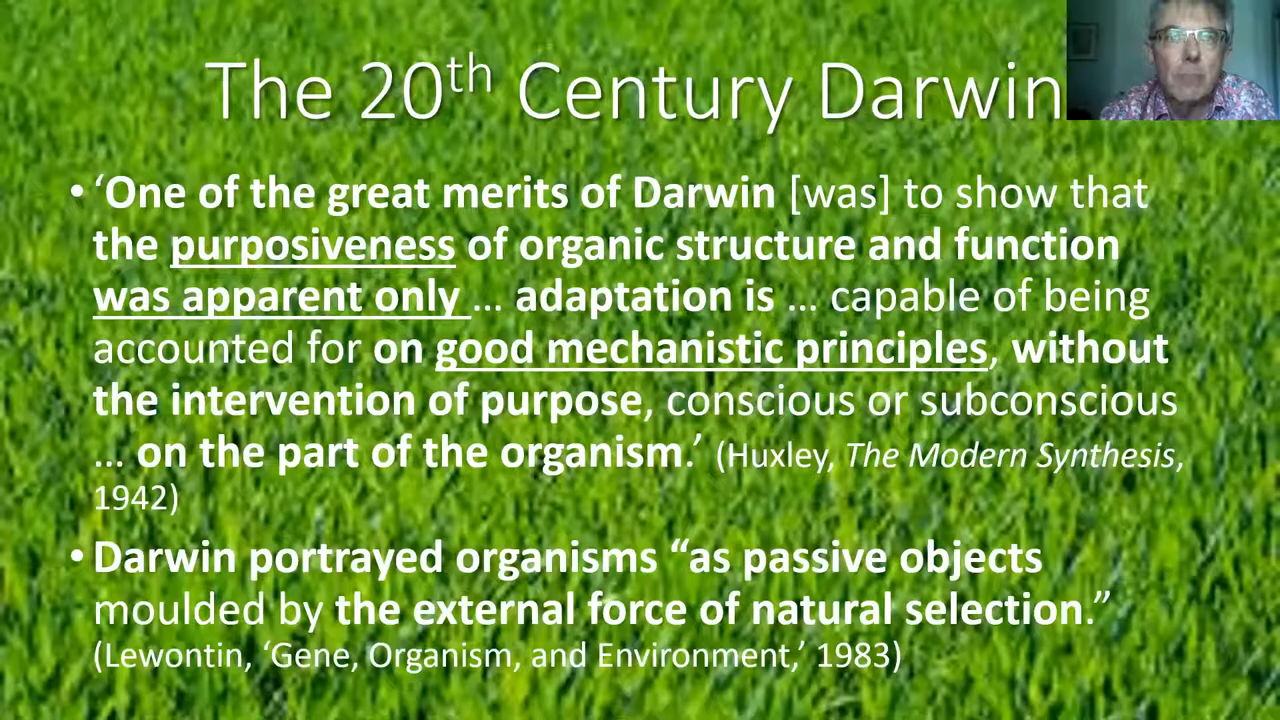 The 20th Century Darwin
• ‘One of the great merits of Darwin [was] to show that
the purposiveness of organic structure and function
was apparent only … adaptation is … capable of being
accounted for on good mechanistic principles, without
the intervention of purpose, conscious or subconscious
… on the part of the organism.’ (Huxley, The Modern Synthesis,
1942)
• Darwin portrayed organisms “as passive objects
moulded by the external force of natural selection.”
(Lewontin, ‘Gene, Organism, and Environment,’ 1983)